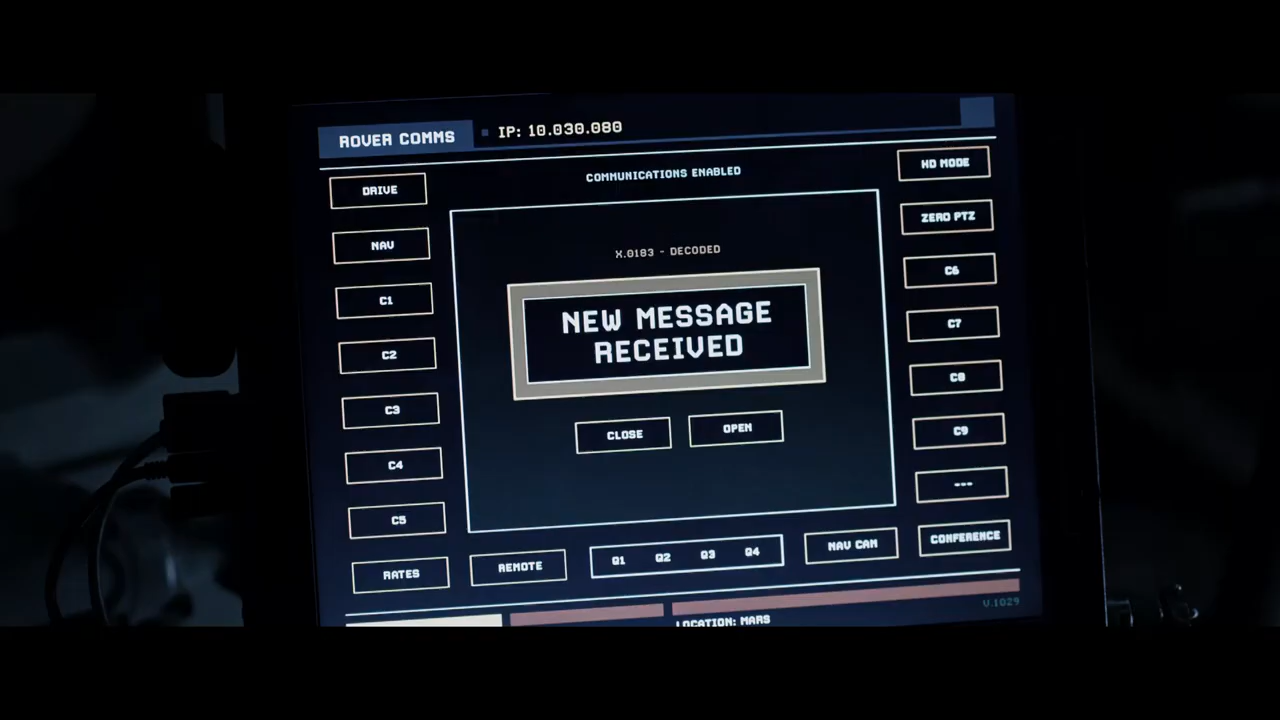 ROVER COMMS
IP: 10.030.080
COMMUNICATIONS ENABLED
DRIVE
NAV
C1
C2
C3
C4
C5
RATES
X.0183 - DECODED
NEW MESSAGE
RECEIVED
CLOSE
OPEN
HD MODE
ZERO PTZ
C6
C7
C8
C9
---
CONFERENCE
REMOTE
Q1 Q2 Q3 Q4
NAV CAM
V.1029
LOCATION: MARS